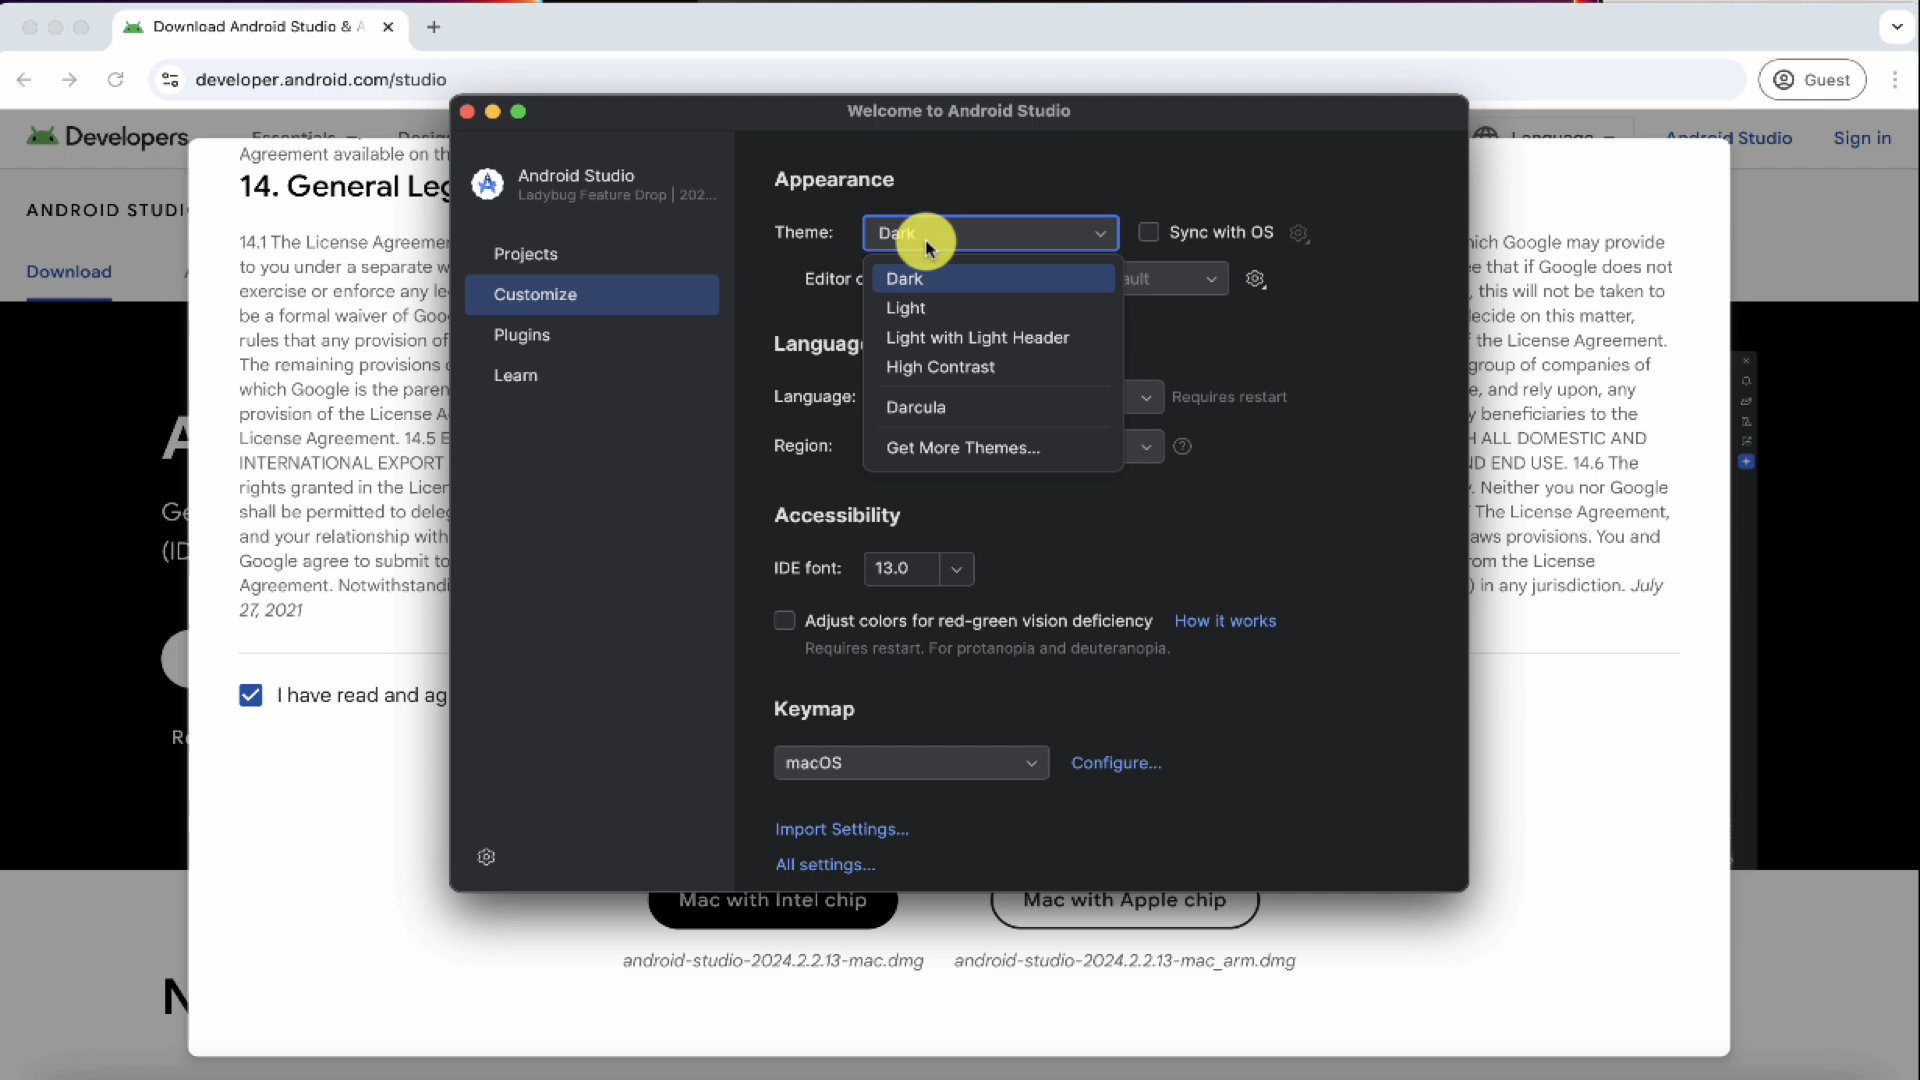 Download Android Studio & A
developer.android.com/studio
Guest
Developers
Essentials
Language
Android Studio
Sign in
ANDROID STUDIO
Download
Agreement available on th
14. General Leg
14.1 The License Agreemer
to you under a separate w
exercise or enforce any le
be a formal waiver of Goo
rules that any provision of
The remaining provisions
which Google is the paren
provision of the License A
License Agreement. 14.5 E
INTERNATIONAL EXPORT
rights granted in the Licen
shall be permitted to deleg
and your relationship with
Google agree to submit to
Agreement. Notwithstandi
27, 2021
I have read and ag
hich Google may provide
e that if Google does not
, this will not be taken to
ecide on this matter,
the License Agreement.
group of companies of
e, and rely upon, any
y beneficiaries to the
H ALL DOMESTIC AND
ND END USE. 14.6 The
. Neither you nor Google
The License Agreement,
aws provisions. You and
om the License
) in any jurisdiction. July
Welcome to Android Studio
Android Studio
Ladybug Feature Drop | 202...
Projects
Customize
Plugins
Learn
Appearance
Theme:
Dark
Sync with OS
Editor c
ault
Dark
Light
Light with Light Header
High Contrast
Darcula
Get More Themes...
Languag
Language:
Requires restart
Region:
Accessibility
IDE font:
13.0
Adjust colors for red-green vision deficiency
How it works
Requires restart. For protanopia and deuteranopia.
Keymap
macOS
Configure...
Import Settings...
All settings...
Mac with Intel chip
Mac with Apple chip
android-studio-2024.2.2.13-mac.dmg
android-studio-2024.2.2.13-mac_arm.dmg